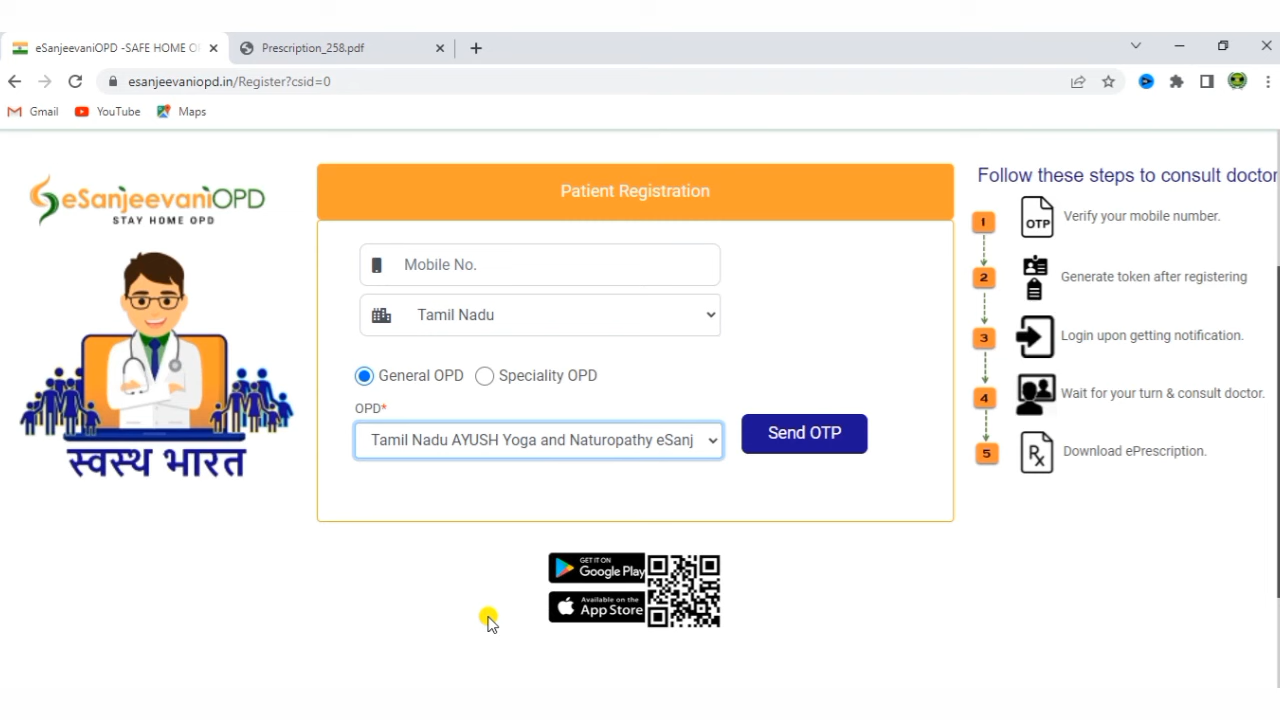 eSanjeevaniOPD -SAFE HOME O
Prescription_258.pdf
esanjeevaniopd.in/Register?csid=0
Gmail
YouTube
Maps
eSanjeevaniOPD
STAY HOME OPD
स्वस्थ भारत
Patient Registration
Mobile No.
Tamil Nadu
General OPD
Speciality OPD
OPD*
Tamil Nadu AYUSH Yoga and Naturopathy eSanj
Send OTP
GET IT ON
Google Play
Available on the
App Store
Follow these steps to consult doctor
1
OTP
Verify your mobile number.
2
Generate token after registering
3
Login upon getting notification.
4
Wait for your turn & consult doctor.
5
Rx
Download ePrescription.